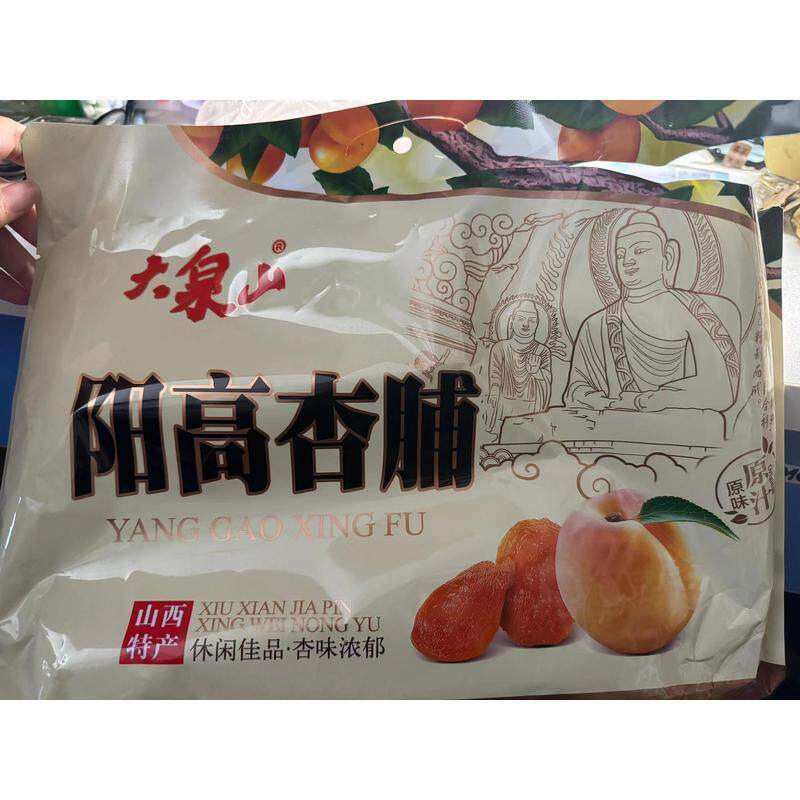 大泉山®
阳高杏脯
YANG GAO XING FU
山西
特产
XIU XIAN JIA PIN
XING WEI NONG YU
休闲佳品·杏味浓郁
原汁
原味